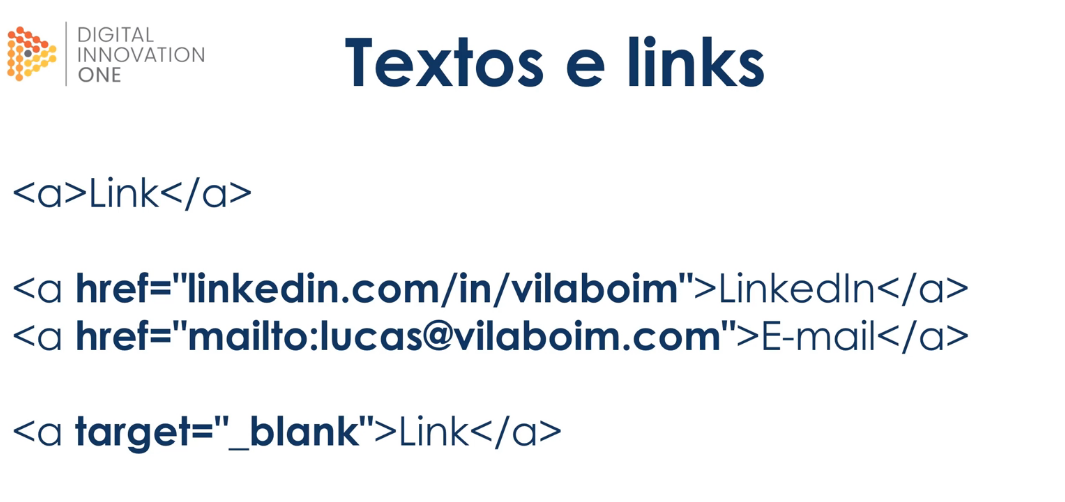 DIGITAL
INNOVATION
ONE
Textos e links
<a>Link</a>
<a href="linkedin.com/in/vilaboim">LinkedIn</a>
<a href="mailto:lucas@vilaboim.com">E-mail</a>
<a target="_blank">Link</a>